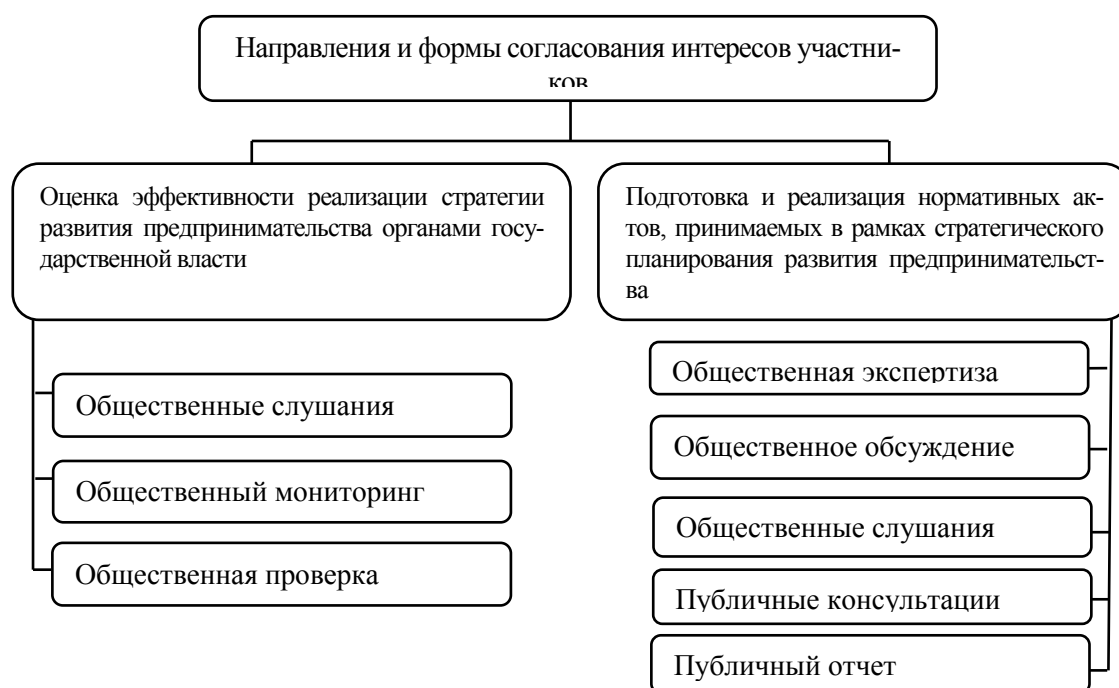 Направления и формы согласования интересов участни-
ков
Оценка эффективности реализации стратегии
развития предпринимательства органами госу-
дарственной власти
Общественные слушания
Общественный мониторинг
Общественная проверка
Подготовка и реализация нормативных ак-
тов, принимаемых в рамках стратегического
планирования развития предпринимательст-
ва
Общественная экспертиза
Общественное обсуждение
Общественные слушания
Публичные консультации
Публичный отчет